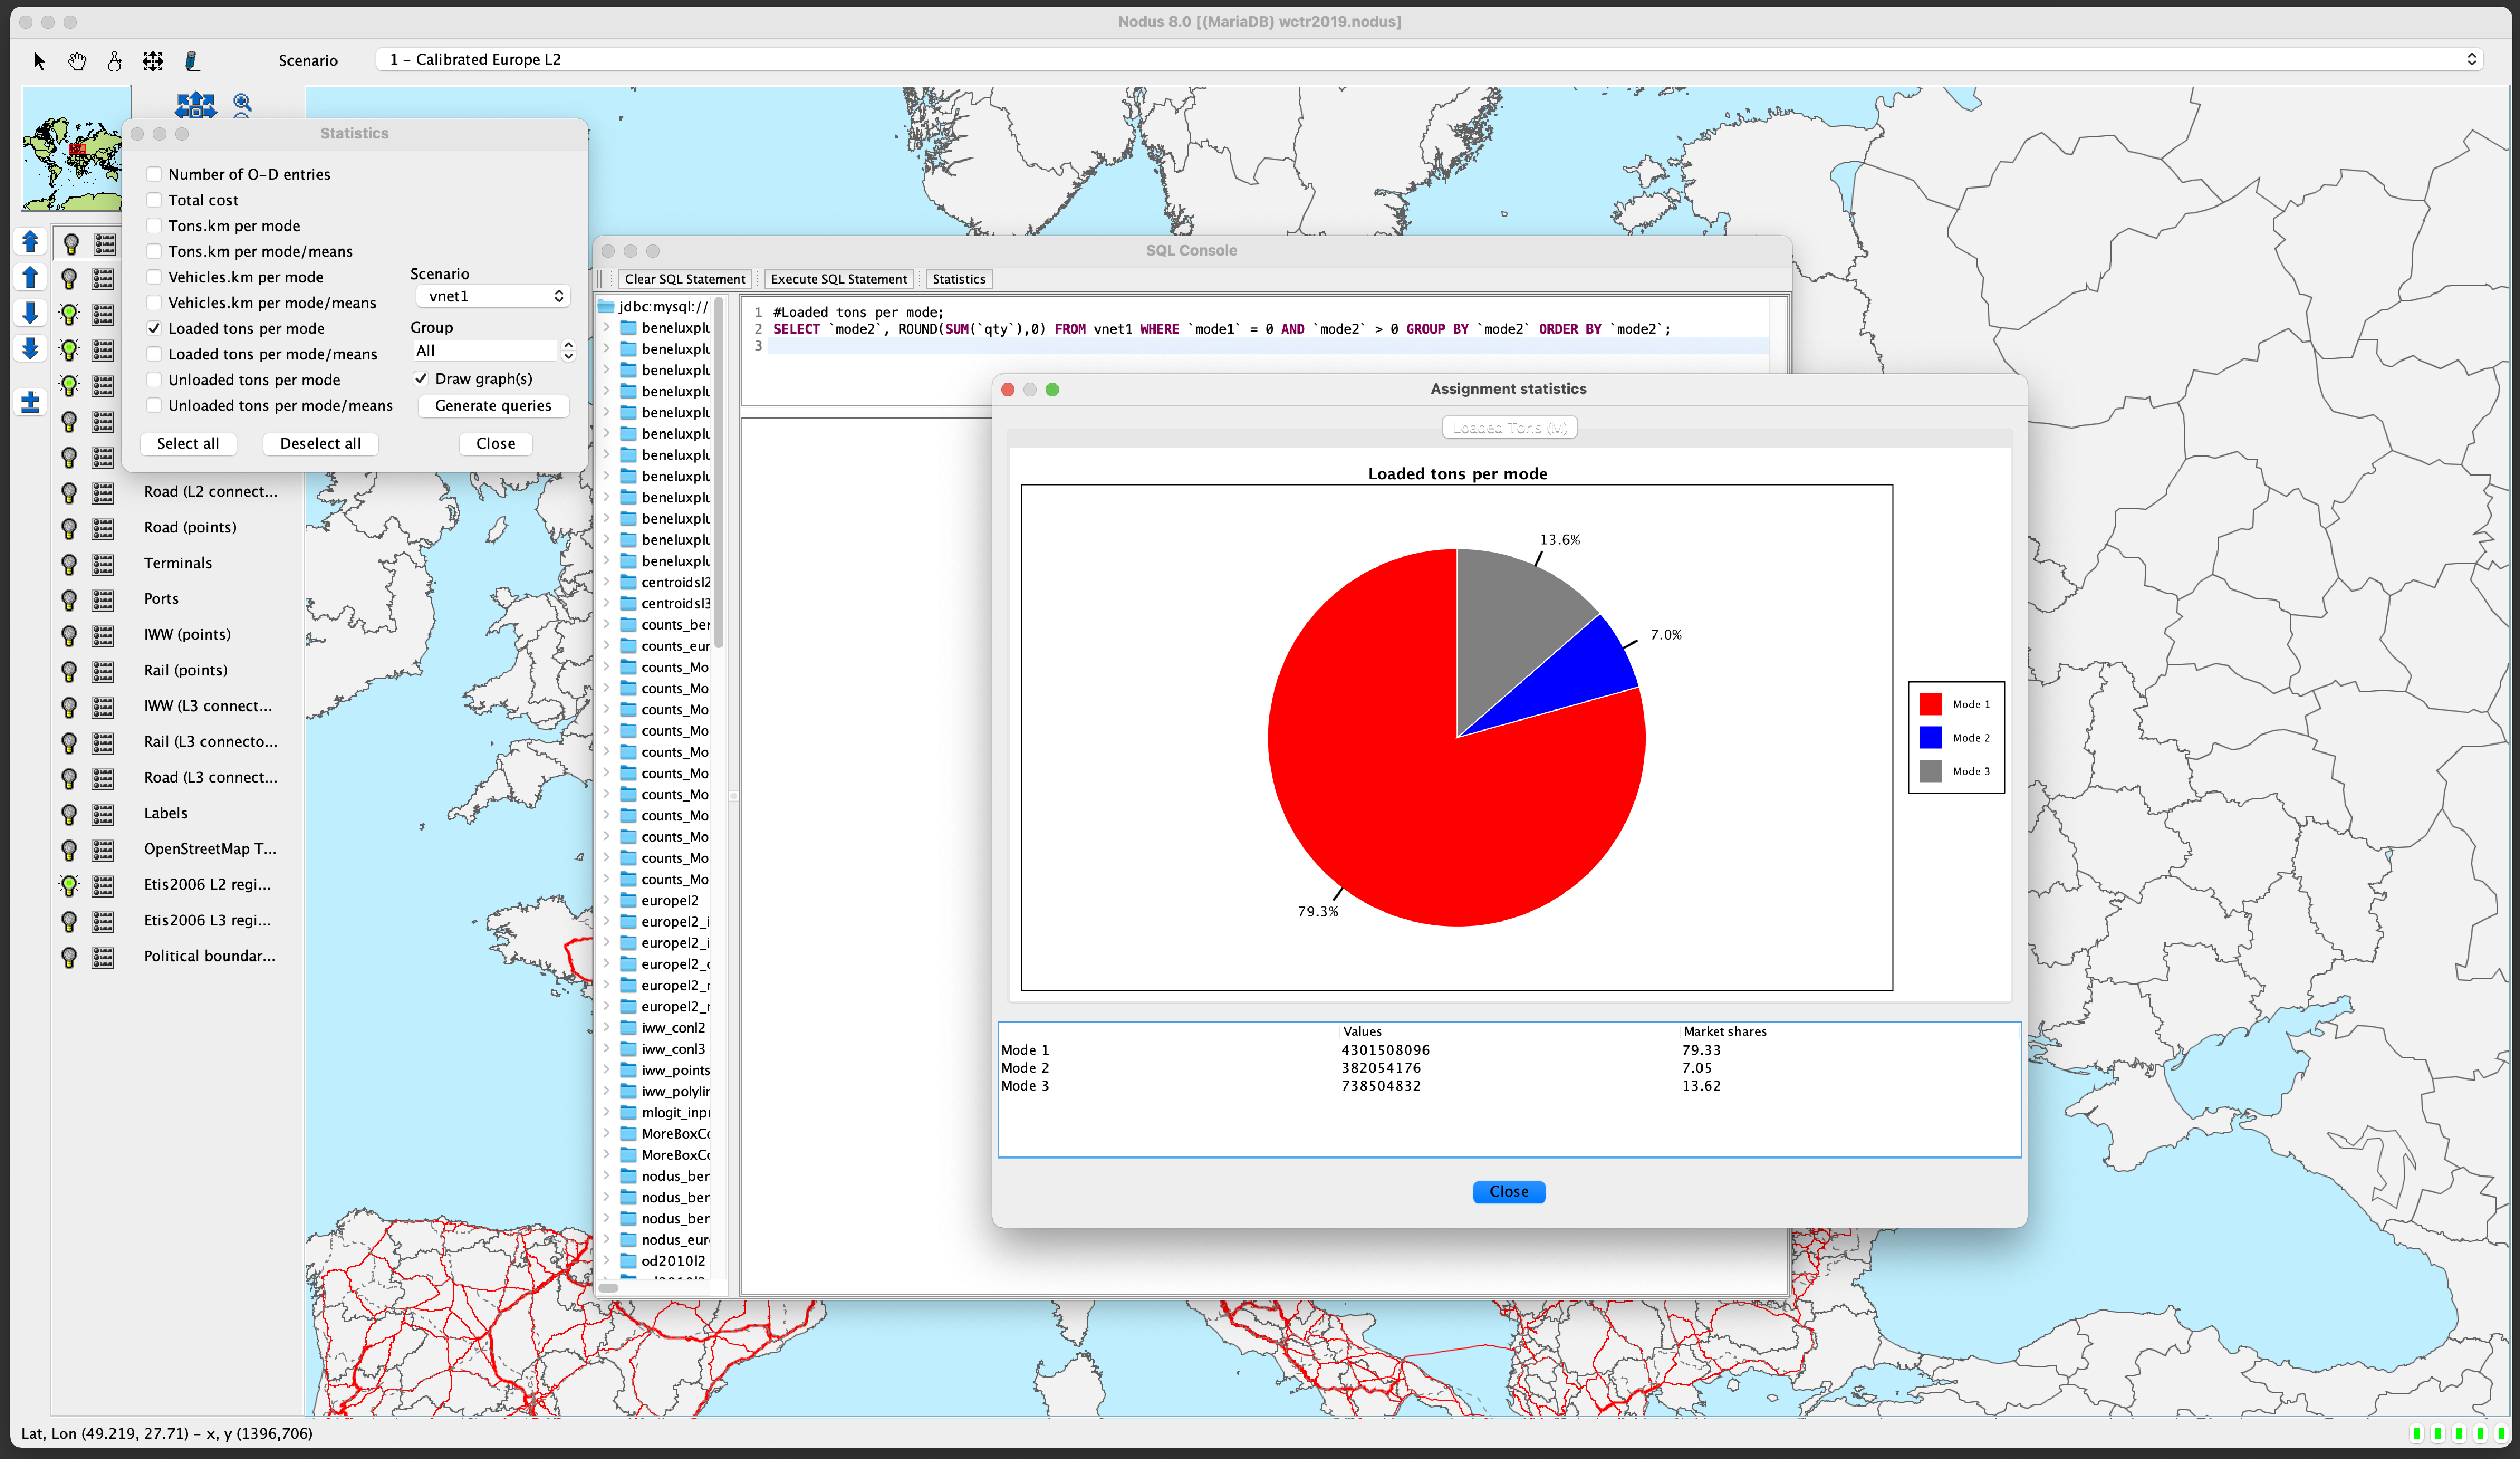 Nodus 8.0 [(MariaDB) wctr2019.nodus]
Scenario
1 - Calibrated Europe L2
Statistics
Number of O-D entries
Total cost
Tons.km per mode
Tons.km per mode/means
Vehicles.km per mode
Vehicles.km per mode/means
Loaded tons per mode
Loaded tons per mode/means
Unloaded tons per mode
Unloaded tons per mode/means
Scenario
vnet1
Group
All
Draw graph(s)
Generate queries
Select all
Deselect all
Close
Road (L2 connect...
Road (points)
Terminals
Ports
IWW (points)
Rail (points)
IWW (L3 connect...
Rail (L3 connecto...
Road (L3 connect...
Labels
OpenStreetMap T...
Etis2006 L2 regi...
Etis2006 L3 regi...
Political boundar...
SQL Console
Clear SQL Statement
Execute SQL Statement
Statistics
jdbc:mysql://
beneluxplu
beneluxplu
beneluxplu
beneluxplu
beneluxplu
beneluxplu
beneluxplu
beneluxplu
beneluxplu
beneluxplu
beneluxplu
beneluxplu
centroidsl2
centroidsl3
counts_ber
counts_eur
counts_Mo
counts_Mo
counts_Mo
counts_Mo
counts_Mo
counts_Mo
counts_Mo
counts_Mo
counts_Mo
counts_Mo
counts_Mo
europel2
europel2_i
europel2_i
europel2_c
europel2_r
europel2_r
iww_conl2
iww_conl3
iww_points
iww_polylir
mlogit_inpu
MoreBoxCo
MoreBoxCo
nodus_ber
nodus_ber
nodus_ber
nodus_eur
od2010l2
1 #Loaded tons per mode;
2 SELECT `mode2`, ROUND(SUM(`qty`),0) FROM vnet1 WHERE `mode1` = 0 AND `mode2` > 0 GROUP BY `mode2` ORDER BY `mode2`;
3
Assignment statistics
Loaded Tons (M)
Loaded tons per mode
13.6%
7.0%
79.3%
Mode 1
Mode 2
Mode 3
Values Market shares
Mode 1 4301508096 79.33
Mode 2 382054176 7.05
Mode 3 738504832 13.62
Close
Lat, Lon (49.219, 27.71) - x, y (1396,706)